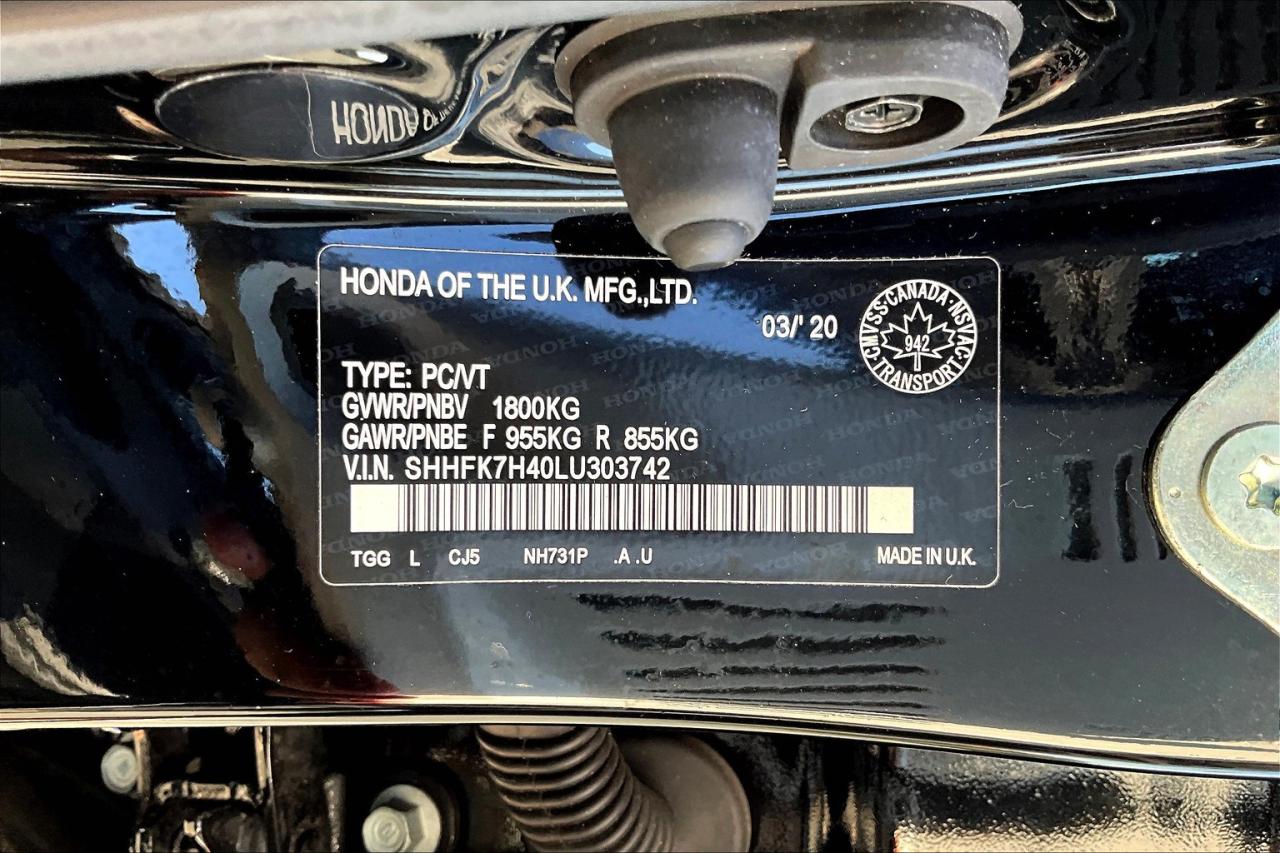 HONDA
HONDA OF THE U.K. MFG.,LTD.
03/' 20
CMVSS·CANADA·NSVAC·TRANSPORT·
942
TYPE: PC/VT
GVWR/PNBV 1800KG
GAWR/PNBE F 955KG R 855KG
V.I.N. SHHFK7H40LU303742
TGG L CJ5 NH731P .A .U MADE IN U.K.